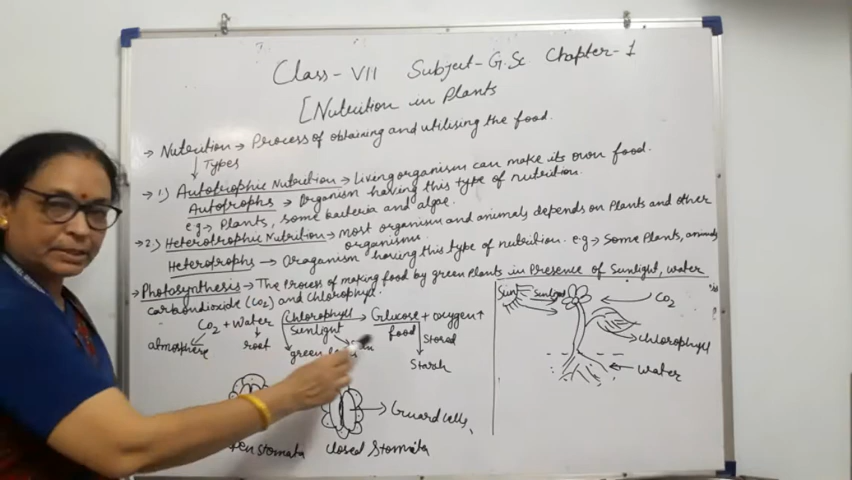 Class - VII Subject - G.Sc Chapter - 1
[Nutrition in Plants
→ Nutrition → Process of obtaining and utilising the food.
↓ Types
→ 1.) Autotrophic Nutrition → Living organism can make its own food.
Autotrophs → Organism having this type of nutrition.
e.g → Plants, some bacteria and algae.
→ 2.) Heterotrophic Nutrition → Most organism and animals depends on Plants and other
organisms.
Heterotrophs → Oraganism having this type of nutrition. e.g → Some Plants, animals
→ Photosynthesis → The Process of making food by green Plants in Presence of Sunlight, water
carbondioxide (CO2) and chlorophyl.
CO2 + Water Chlorophyll → Glucose + oxygen ↑
Sunlight
food
atmosphere
root
green
Stored
Starch
Stomata
closed Stomata
Guard cells
Sun
Sunlight
CO2
chlorophyll
water